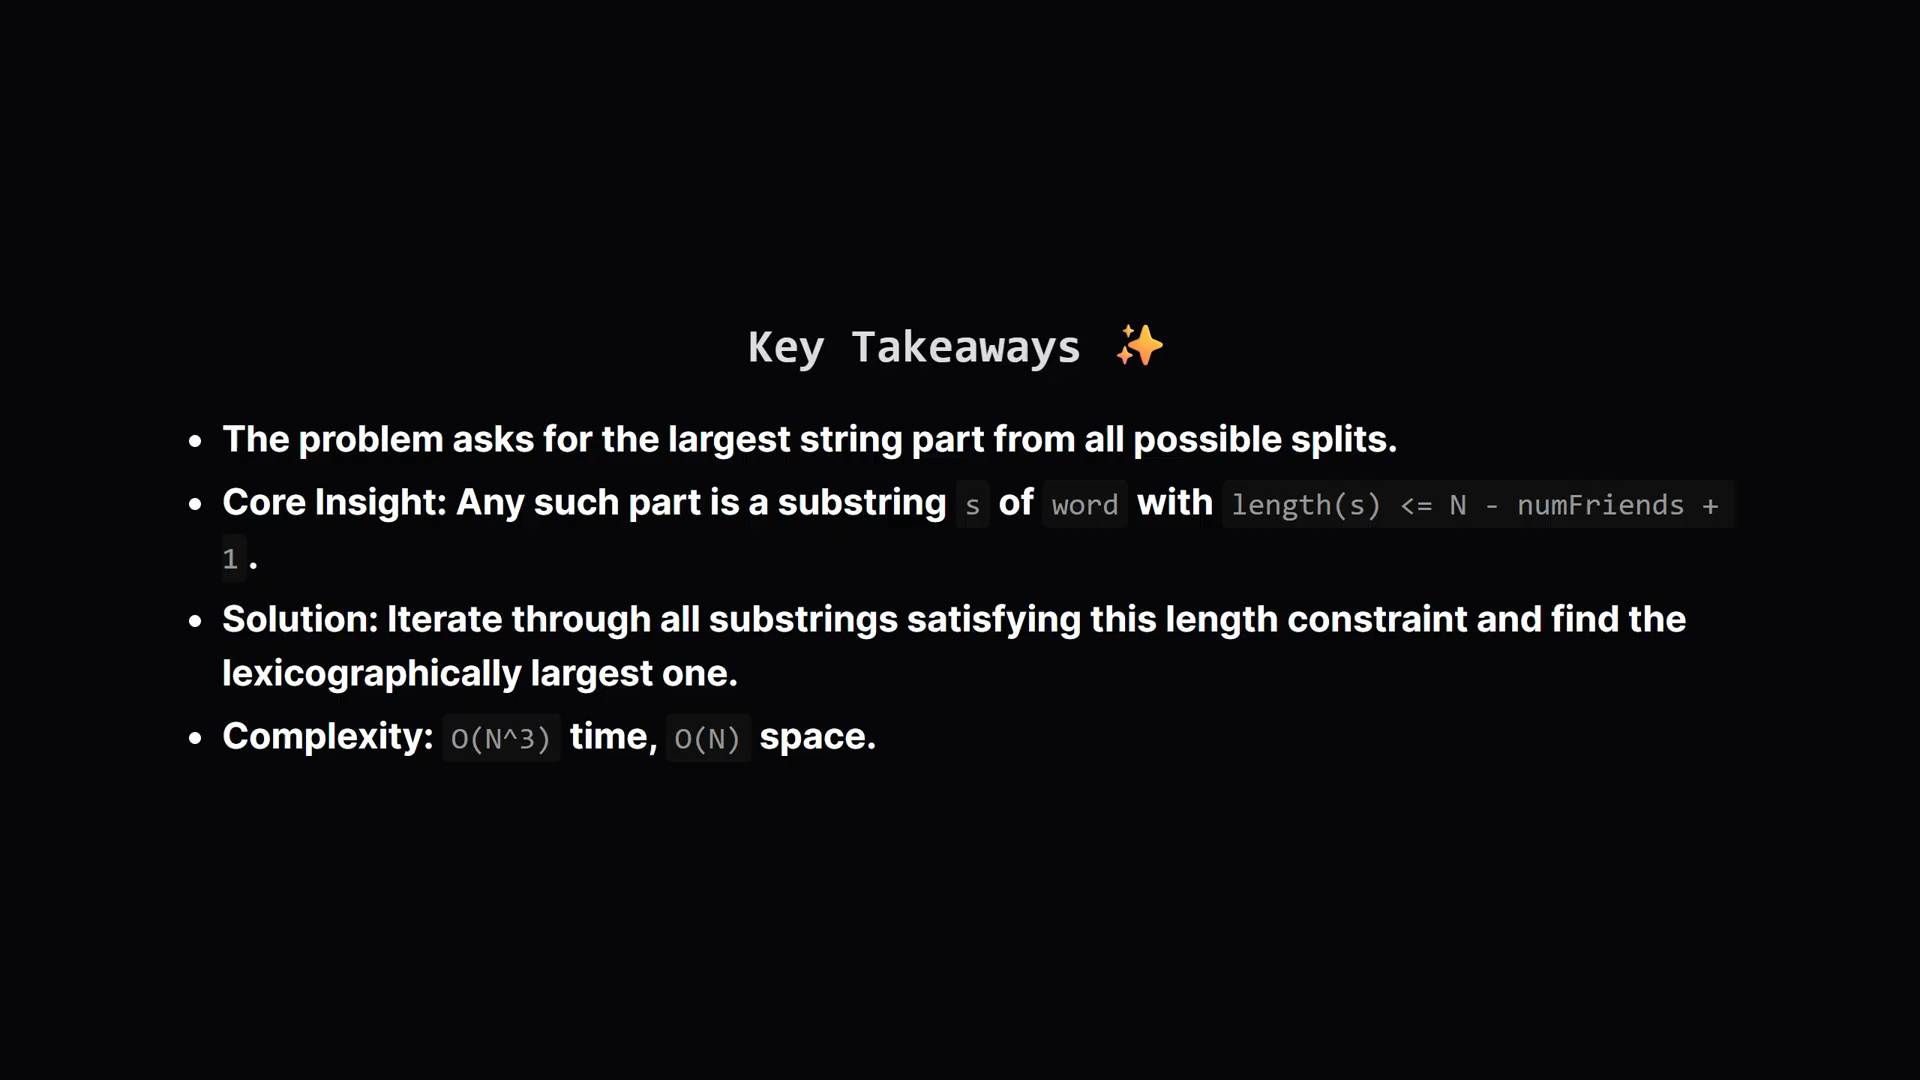 Key Takeaways ✨
• The problem asks for the largest string part from all possible splits.
• Core Insight: Any such part is a substring s of word with length(s) <= N - numFriends +
1.
• Solution: Iterate through all substrings satisfying this length constraint and find the
lexicographically largest one.
• Complexity: O(N^3) time, O(N) space.